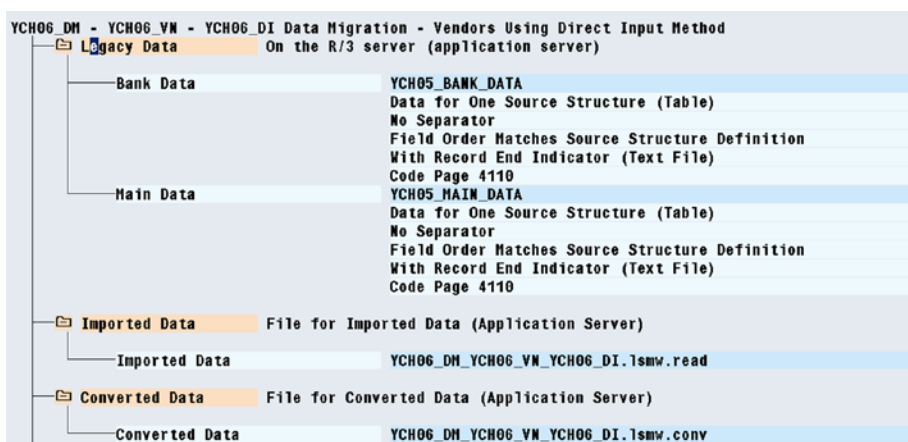 YCH06_DM - YCH06_VN - YCH06_DI Data Migration - Vendors Using Direct Input Method
Legacy Data On the R/3 server (application server)
Bank Data YCH05_BANK_DATA
Data for One Source Structure (Table)
No Separator
Field Order Matches Source Structure Definition
With Record End Indicator (Text File)
Code Page 4110
Main Data YCH05_MAIN_DATA
Data for One Source Structure (Table)
No Separator
Field Order Matches Source Structure Definition
With Record End Indicator (Text File)
Code Page 4110
Imported Data File for Imported Data (Application Server)
Imported Data YCH06_DM_YCH06_VN_YCH06_DI.lsmw.read
Converted Data File for Converted Data (Application Server)
Converted Data YCH06_DM_YCH06_VN_YCH06_DI.lsmw.conv